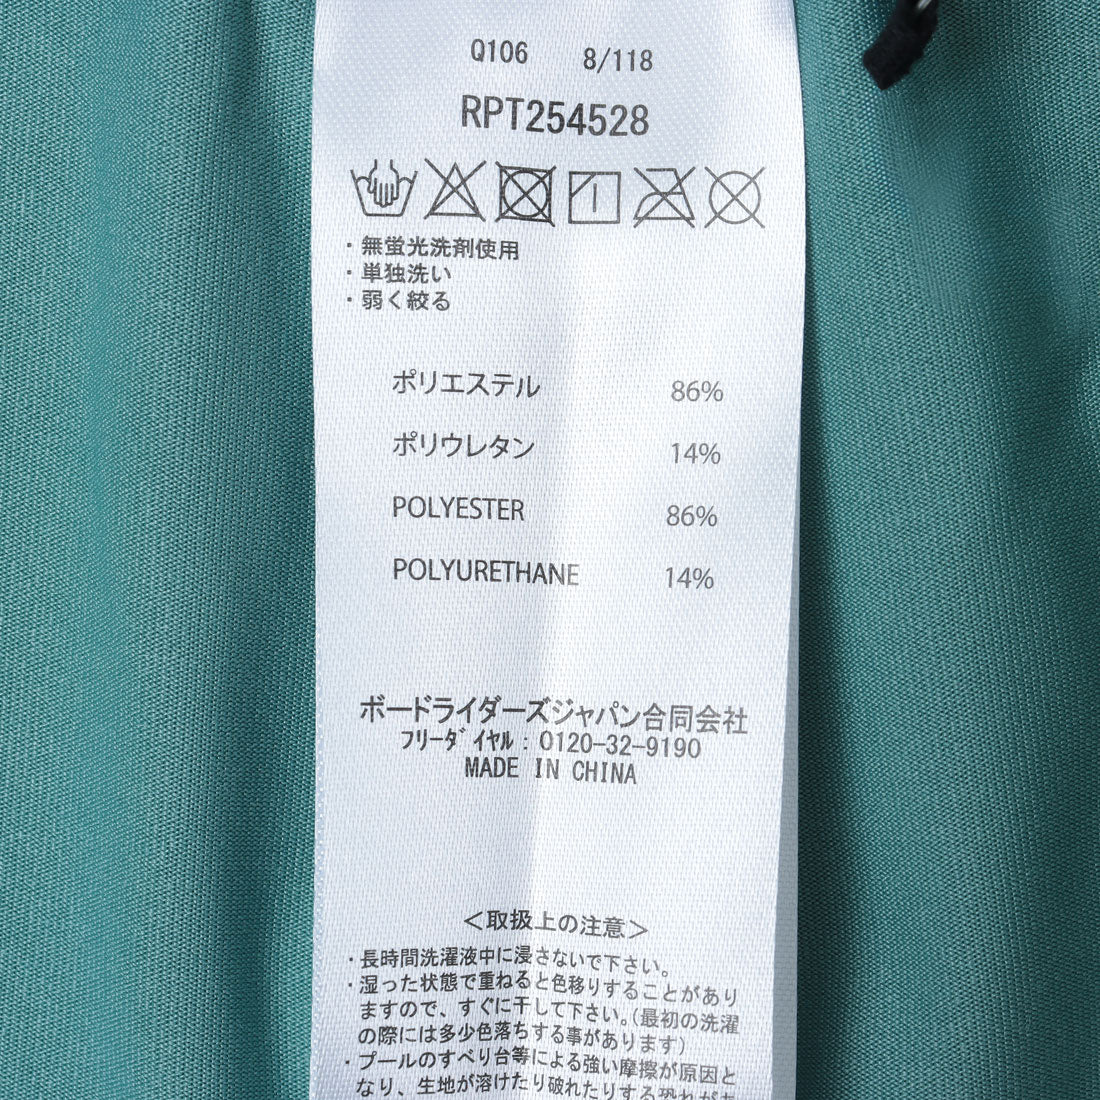 Q106 8/118
RPT254528
・無蛍光洗剤使用
・単独洗い
・弱く絞る
ポリエステル 86%
ポリウレタン 14%
POLYESTER 86%
POLYURETHANE 14%
ボードライダーズジャパン合同会社
フリーダイヤル：0120-32-9190
MADE IN CHINA
＜取扱上の注意＞
・長時間洗濯液中に浸さないで下さい。
・湿った状態で重ねると色移りすることがあり
ますので、すぐに干して下さい。(最初の洗濯
の際には多少色落ちする事があります)
・プールのすべり台等による強い摩擦が原因と
なり、生地が溶けたり破れたりする恐れがあ